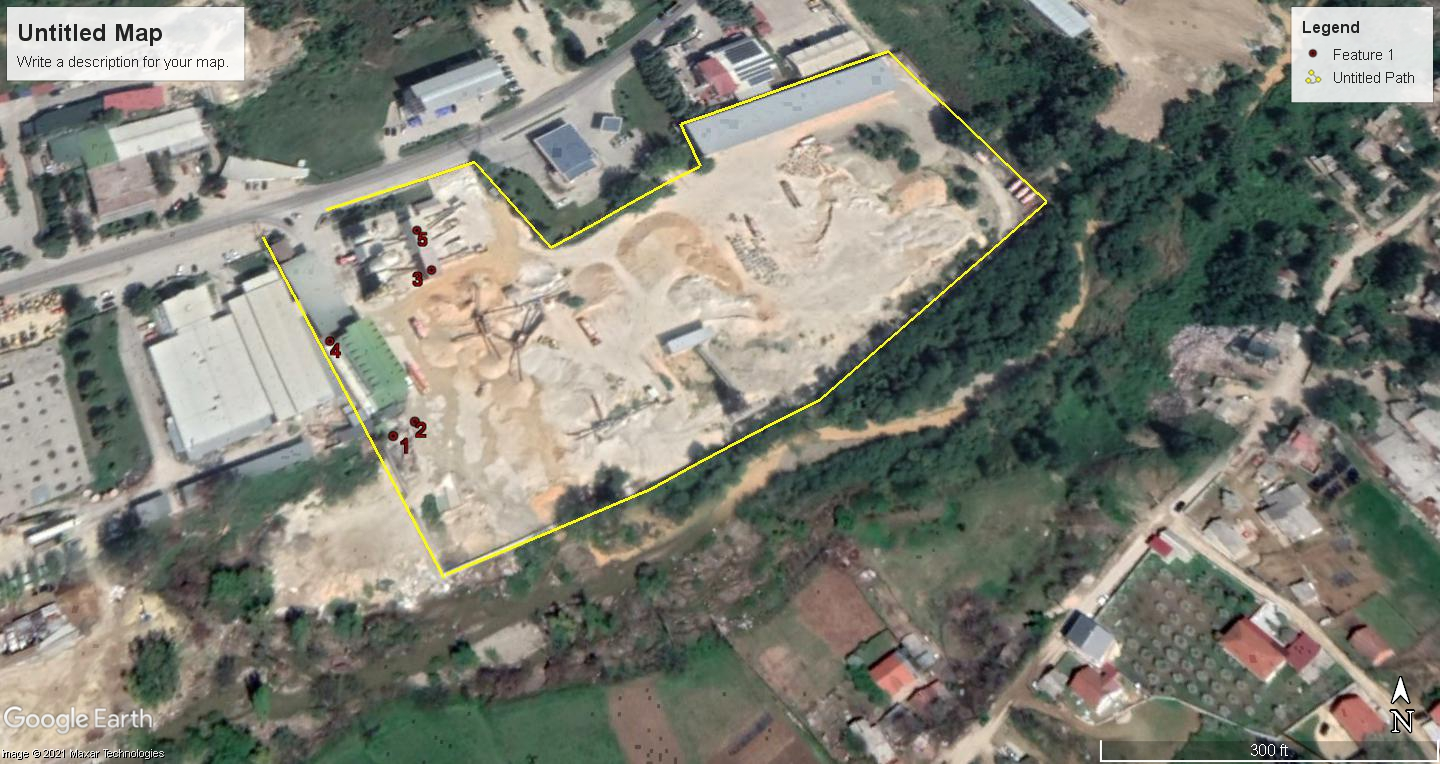 Untitled Map
Write a description for your map.
Legend
Feature 1
Untitled Path
5
3
4
2
1
Google Earth
Image © 2021 Maxar Technologies
N
300 ft